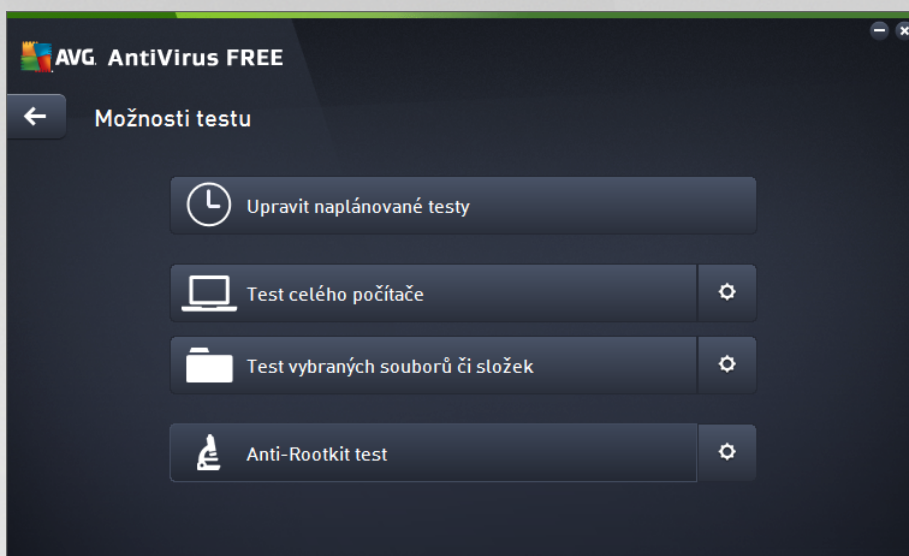 AVG. AntiVirus FREE
Možnosti testu
Upravit naplánované testy
Test celého počítače
Test vybraných souborů či složek
Anti-Rootkit test